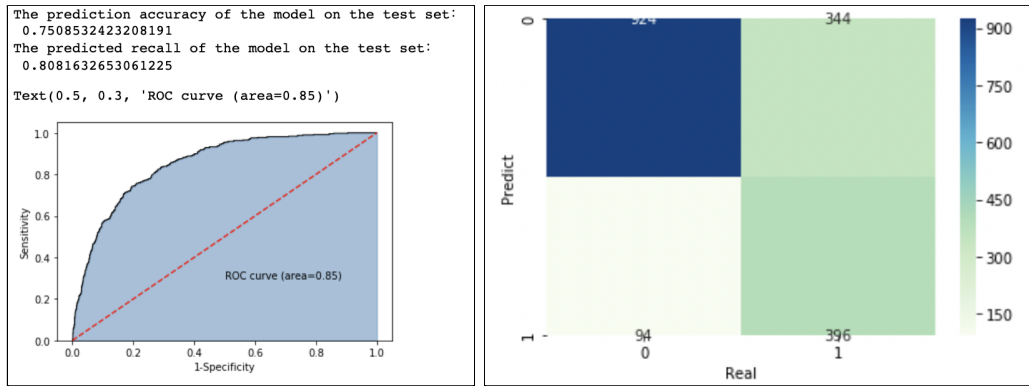 The prediction accuracy of the model on the test set:
0.7508532423208191
The predicted recall of the model on the test set:
0.8081632653061225
Text(0.5, 0.3, 'ROC curve (area=0.85)')
1.0
0.8
0.6
0.4
0.2
0.0
Sensitivity
ROC curve (area=0.85)
0.0 0.2 0.4 0.6 0.8 1.0
1-Specificity
0
1
Predict
924 344
94 396
0 1
Real
900
750
600
450
300
150